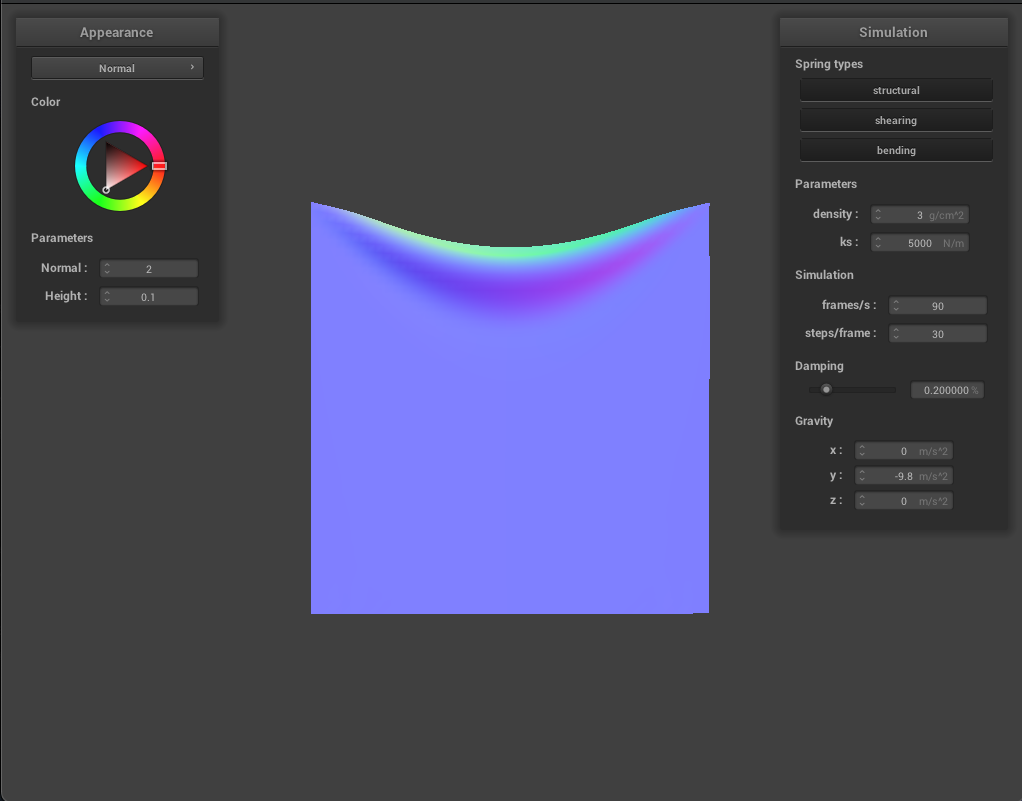 Appearance
Normal
Color
Parameters
Normal : 2
Height : 0.1
Simulation
Spring types
structural
shearing
bending
Parameters
density : 3 g/cm^2
ks : 5000 N/m
Simulation
frames/s : 90
steps/frame : 30
Damping
0.200000 %
Gravity
x : 0 m/s^2
y : -9.8 m/s^2
z : 0 m/s^2